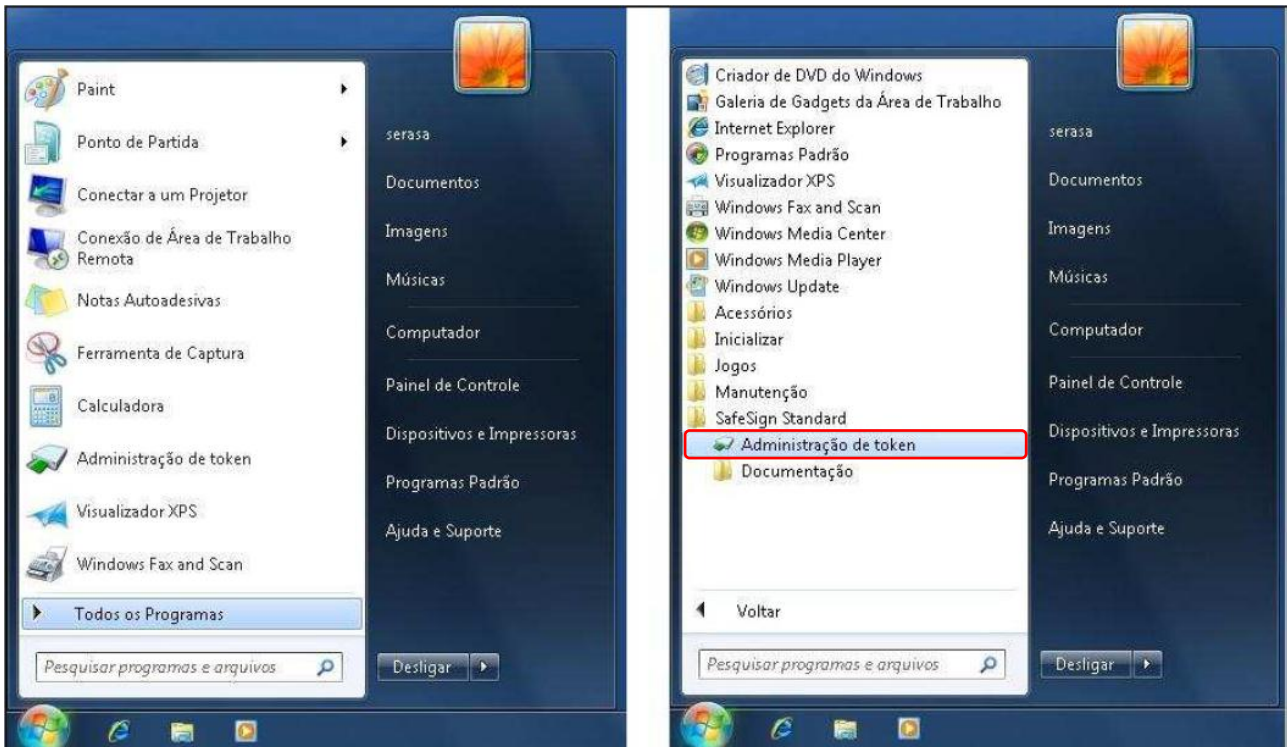 Paint
Ponto de Partida
Conectar a um Projetor
Conexão de Área de Trabalho
Remota
Notas Autoadesivas
Ferramenta de Captura
Calculadora
Administração de token
Visualizador XPS
Windows Fax and Scan
Todos os Programas
Pesquisar programas e arquivos
serasa
Documentos
Imagens
Músicas
Computador
Painel de Controle
Dispositivos e Impressoras
Programas Padrão
Ajuda e Suporte
Desligar
Criador de DVD do Windows
Galeria de Gadgets da Área de Trabalho
Internet Explorer
Programas Padrão
Visualizador XPS
Windows Fax and Scan
Windows Media Center
Windows Media Player
Windows Update
Acessórios
Inicializar
Jogos
Manutenção
SafeSign Standard
Administração de token
Documentação
Voltar
Pesquisar programas e arquivos
serasa
Documentos
Imagens
Músicas
Computador
Painel de Controle
Dispositivos e Impressoras
Programas Padrão
Ajuda e Suporte
Desligar